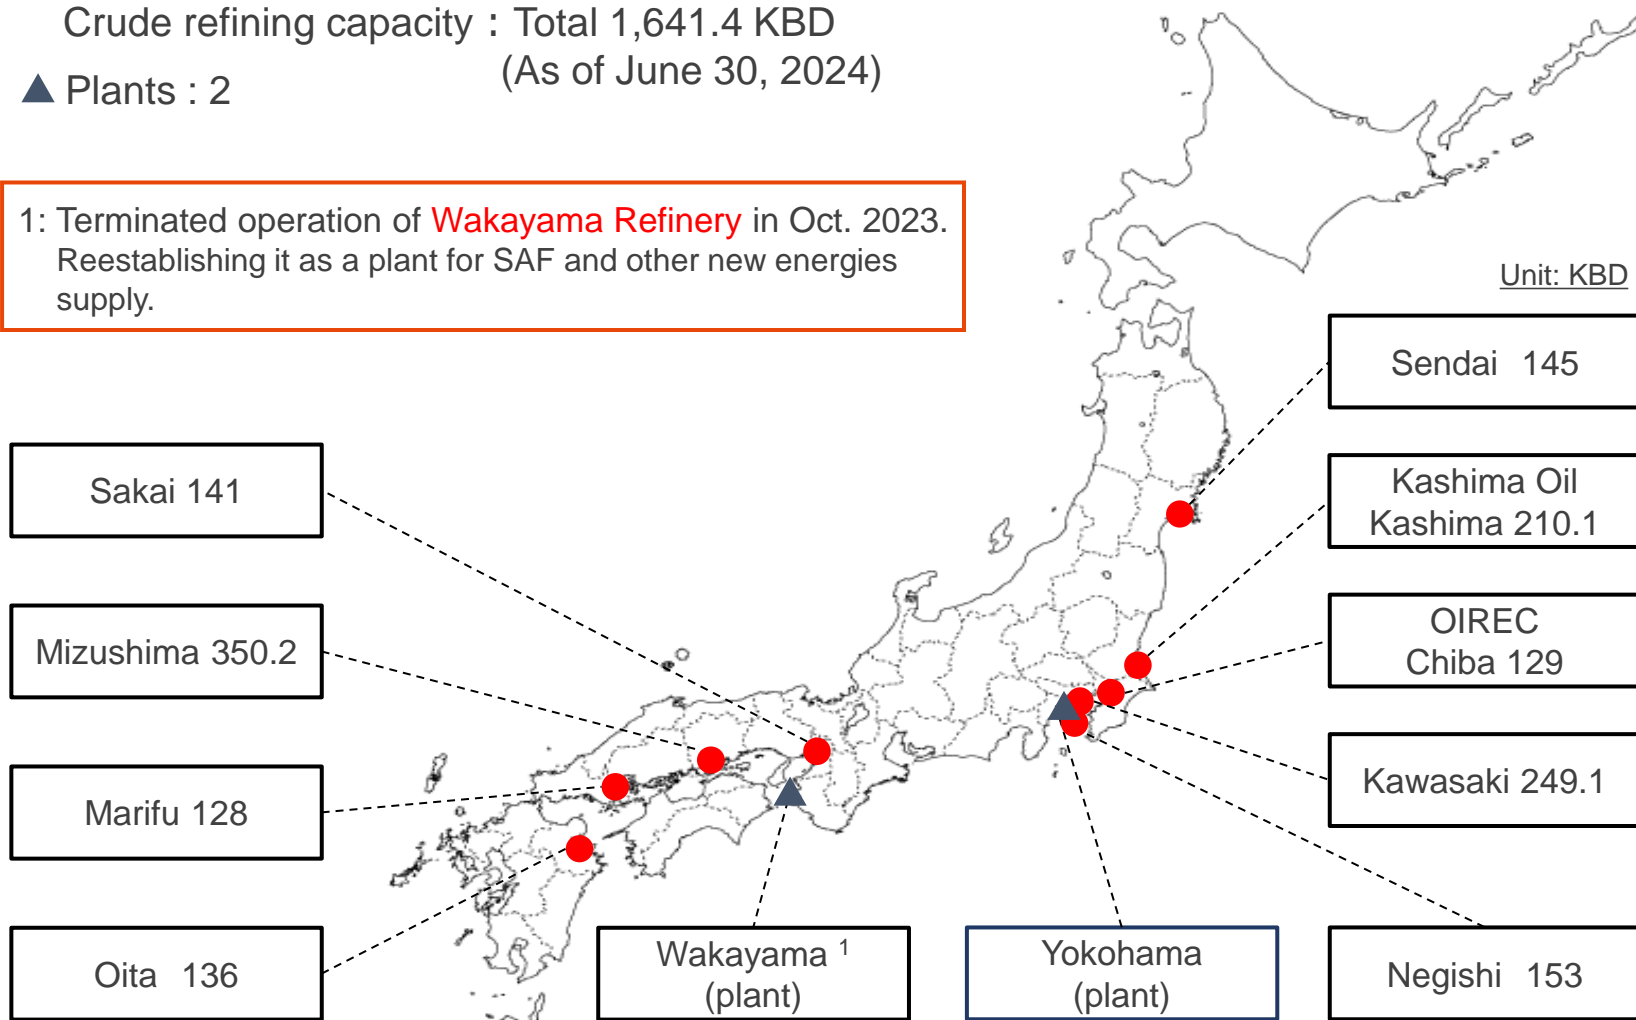 Crude refining capacity : Total 1,641.4 KBD
(As of June 30, 2024)
Plants : 2
1: Terminated operation of Wakayama Refinery in Oct. 2023.
Reestablishing it as a plant for SAF and other new energies
supply.
Unit: KBD
Sendai 145
Kashima Oil
Kashima 210.1
Sakai 141
OIREC
Chiba 129
Mizushima 350.2
Kawasaki 249.1
Marifu 128
Oita 136
Wakayama 1
(plant)
Yokohama
(plant)
Negishi 153